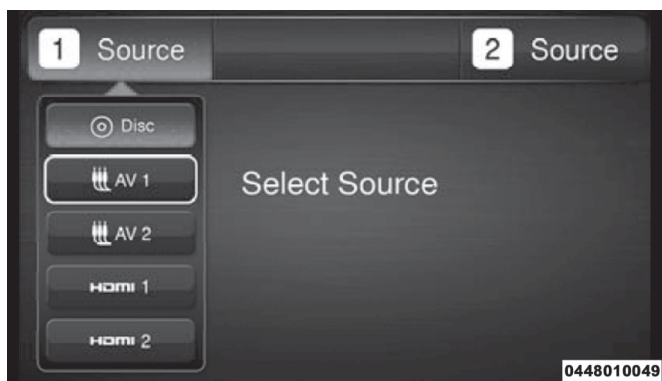 1 Source
2 Source
Disc
AV 1
Select Source
AV 2
HDMI 1
HDMI 2
0448010049